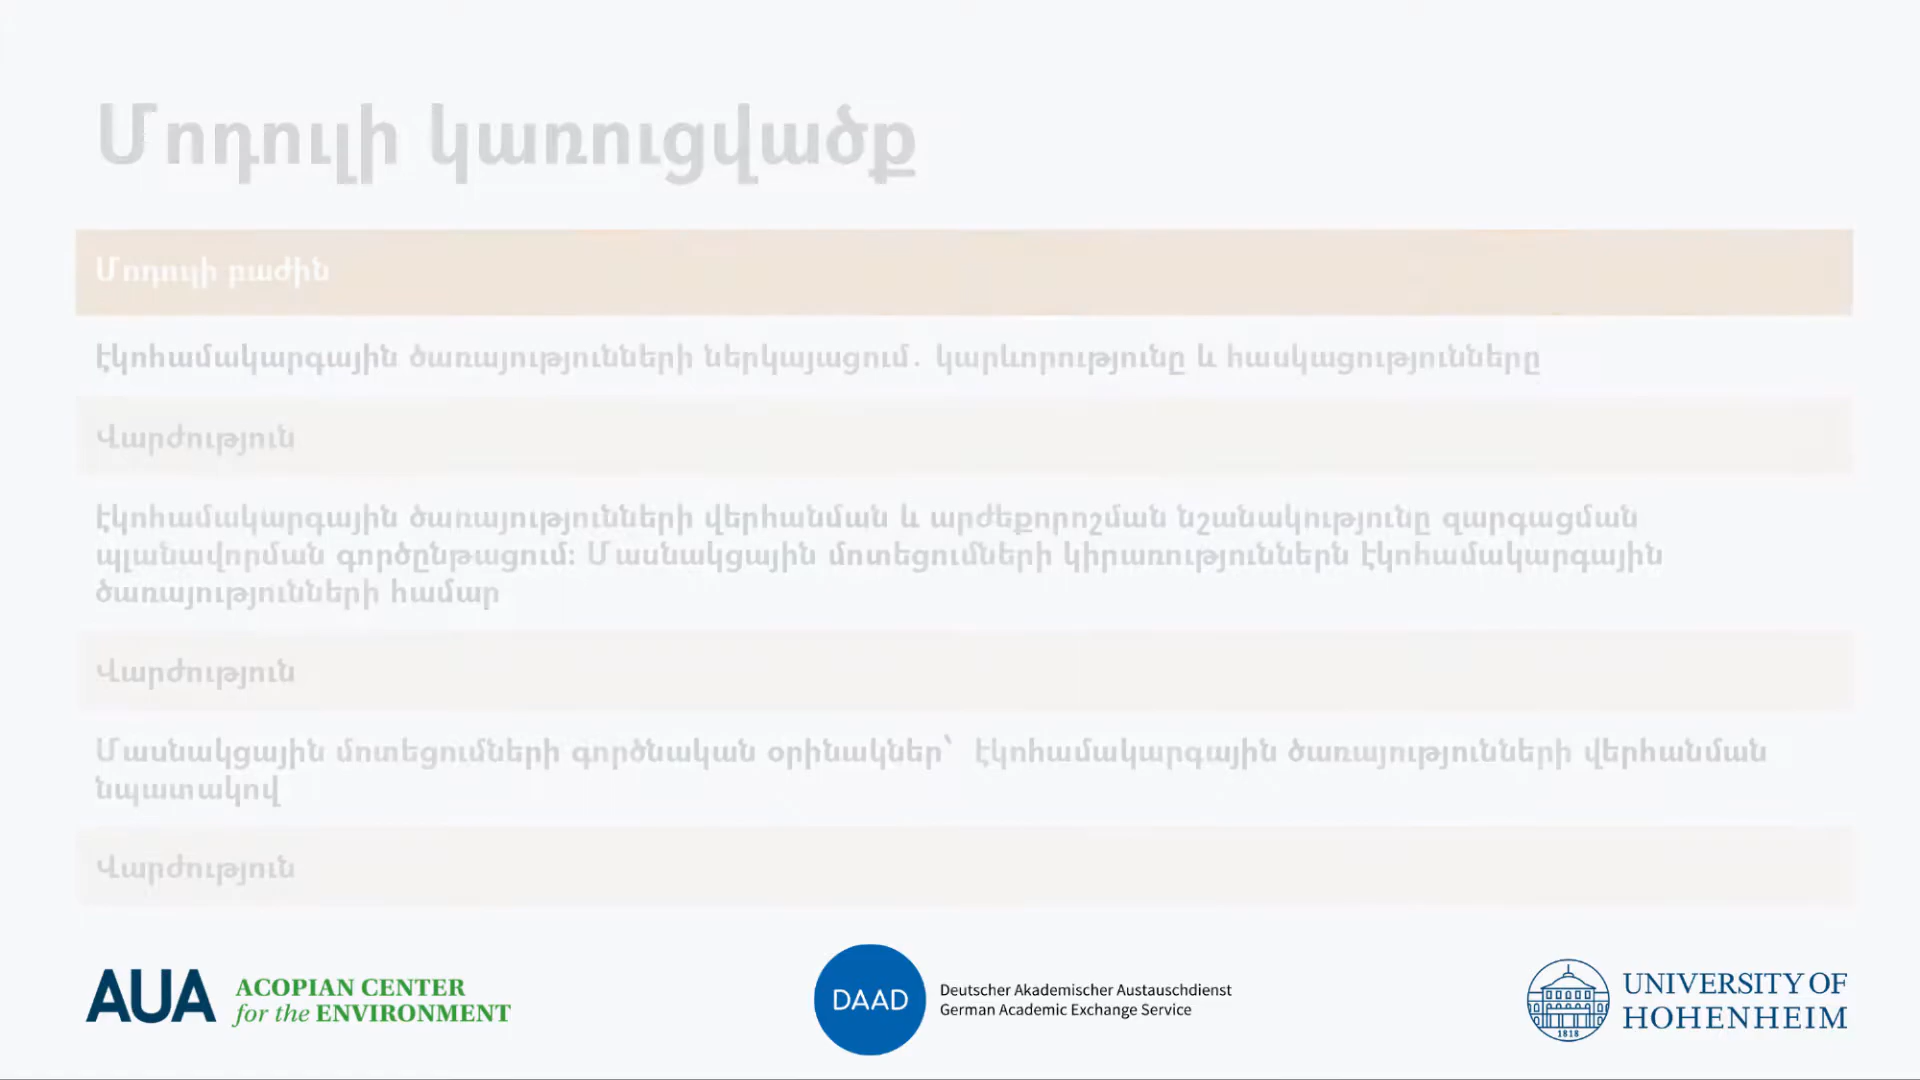 Մոդուլի կառուցվածք
Մոդուլի բաժին
Էկոհամակարգային ծառայությունների ներկայացում. կարևորությունը և հասկացությունները
Վարժություն
Էկոհամակարգային ծառայությունների վերհանման և արժեքորոշման նշանակությունը զարգացման
պլանավորման գործընթացում: Մասնակցային մոտեցումների կիրառություններն էկոհամակարգային
ծառայությունների համար
Վարժություն
Մասնակցային մոտեցումների գործնական օրինակներ՝ էկոհամակարգային ծառայությունների վերհանման
նպատակով
Վարժություն
AUA ACOPIAN CENTER
for the ENVIRONMENT
DAAD
Deutscher Akademischer Austauschdienst
German Academic Exchange Service
1818
UNIVERSITY OF
HOHENHEIM